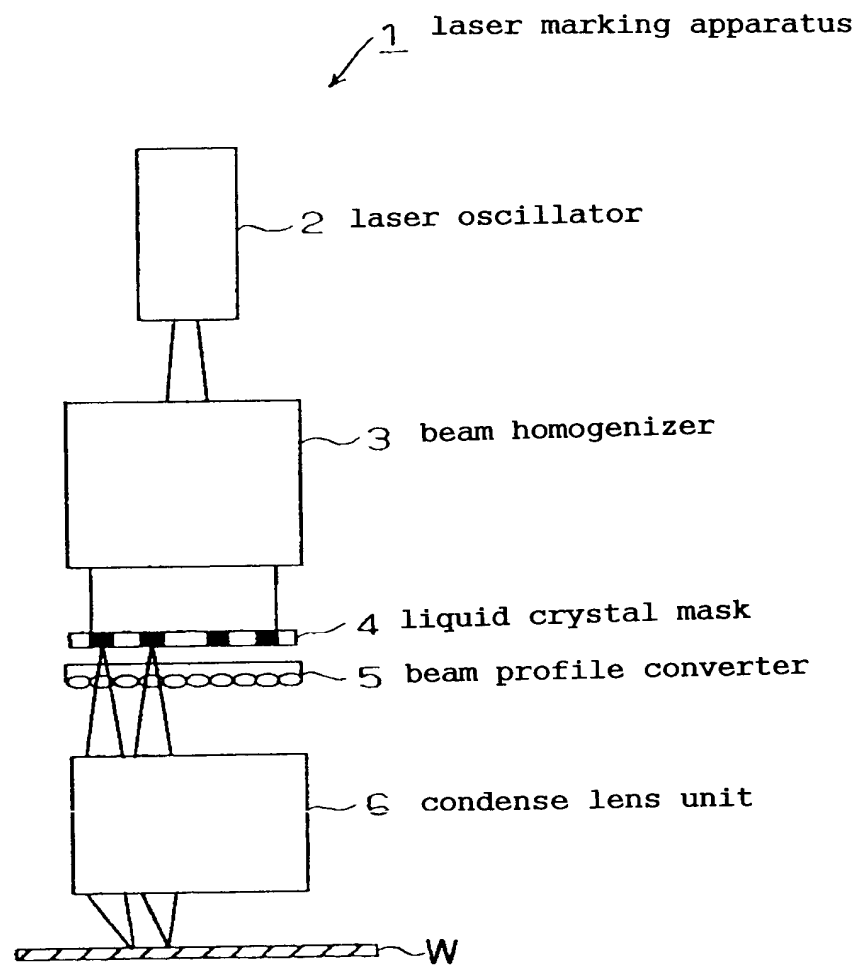 1 laser marking apparatus
2 laser oscillator
3 beam homogenizer
4 liquid crystal mask
5 beam profile converter
6 condense lens unit
W